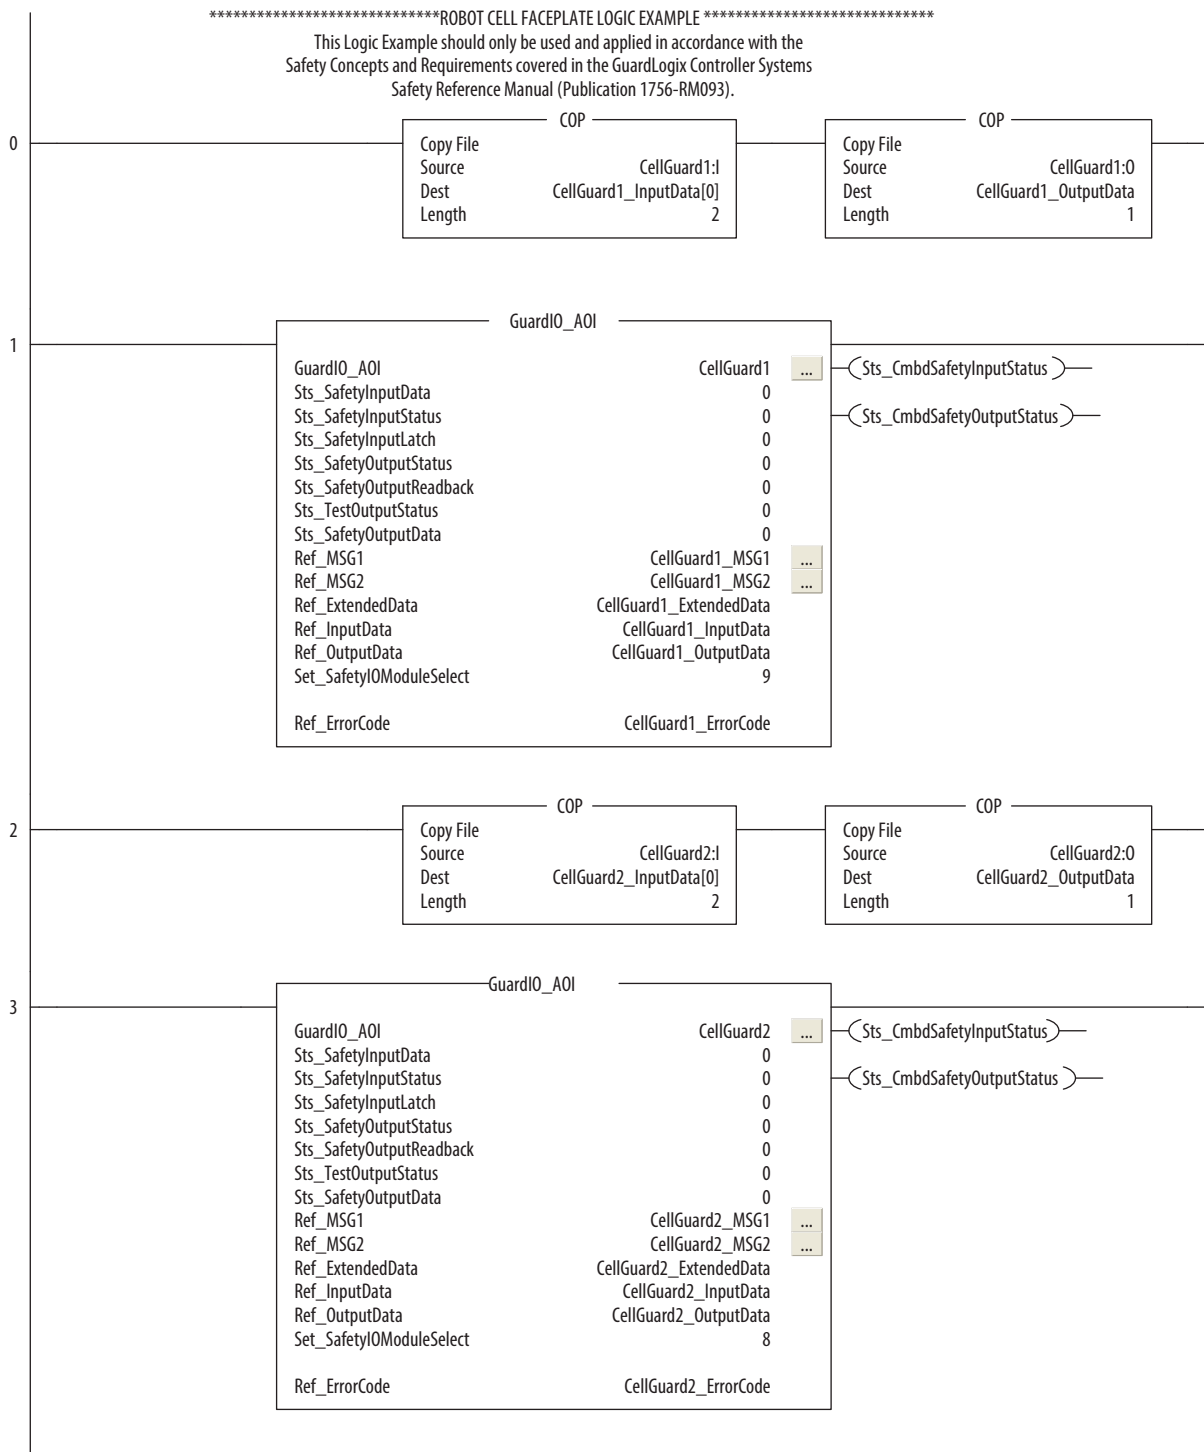 *****************************ROBOT CELL FACEPLATE LOGIC EXAMPLE *****************************
This Logic Example should only be used and applied in accordance with the
Safety Concepts and Requirements covered in the GuardLogix Controller Systems
Safety Reference Manual (Publication 1756-RM093).
0
COP
Copy File
Source CellGuard1:I
Dest CellGuard1_InputData[0]
Length 2
COP
Copy File
Source CellGuard1:O
Dest CellGuard1_OutputData
Length 1
1
GuardIO_AOI
GuardIO_AOI CellGuard1 ...
Sts_CmbdSafetyInputStatus
Sts_SafetyInputData 0
Sts_SafetyInputStatus 0
Sts_CmbdSafetyOutputStatus
Sts_SafetyInputLatch 0
Sts_SafetyOutputStatus 0
Sts_SafetyOutputReadback 0
Sts_TestOutputStatus 0
Sts_SafetyOutputData 0
Ref_MSG1 CellGuard1_MSG1 ...
Ref_MSG2 CellGuard1_MSG2 ...
Ref_ExtendedData CellGuard1_ExtendedData
Ref_InputData CellGuard1_InputData
Ref_OutputData CellGuard1_OutputData
Set_SafetyIOModuleSelect 9
Ref_ErrorCode CellGuard1_ErrorCode
2
COP
Copy File
Source CellGuard2:I
Dest CellGuard2_InputData[0]
Length 2
COP
Copy File
Source CellGuard2:O
Dest CellGuard2_OutputData
Length 1
3
GuardIO_AOI
GuardIO_AOI CellGuard2 ...
Sts_CmbdSafetyInputStatus
Sts_SafetyInputData 0
Sts_SafetyInputStatus 0
Sts_CmbdSafetyOutputStatus
Sts_SafetyInputLatch 0
Sts_SafetyOutputStatus 0
Sts_SafetyOutputReadback 0
Sts_TestOutputStatus 0
Sts_SafetyOutputData 0
Ref_MSG1 CellGuard2_MSG1 ...
Ref_MSG2 CellGuard2_MSG2 ...
Ref_ExtendedData CellGuard2_ExtendedData
Ref_InputData CellGuard2_InputData
Ref_OutputData CellGuard2_OutputData
Set_SafetyIOModuleSelect 8
Ref_ErrorCode CellGuard2_ErrorCode